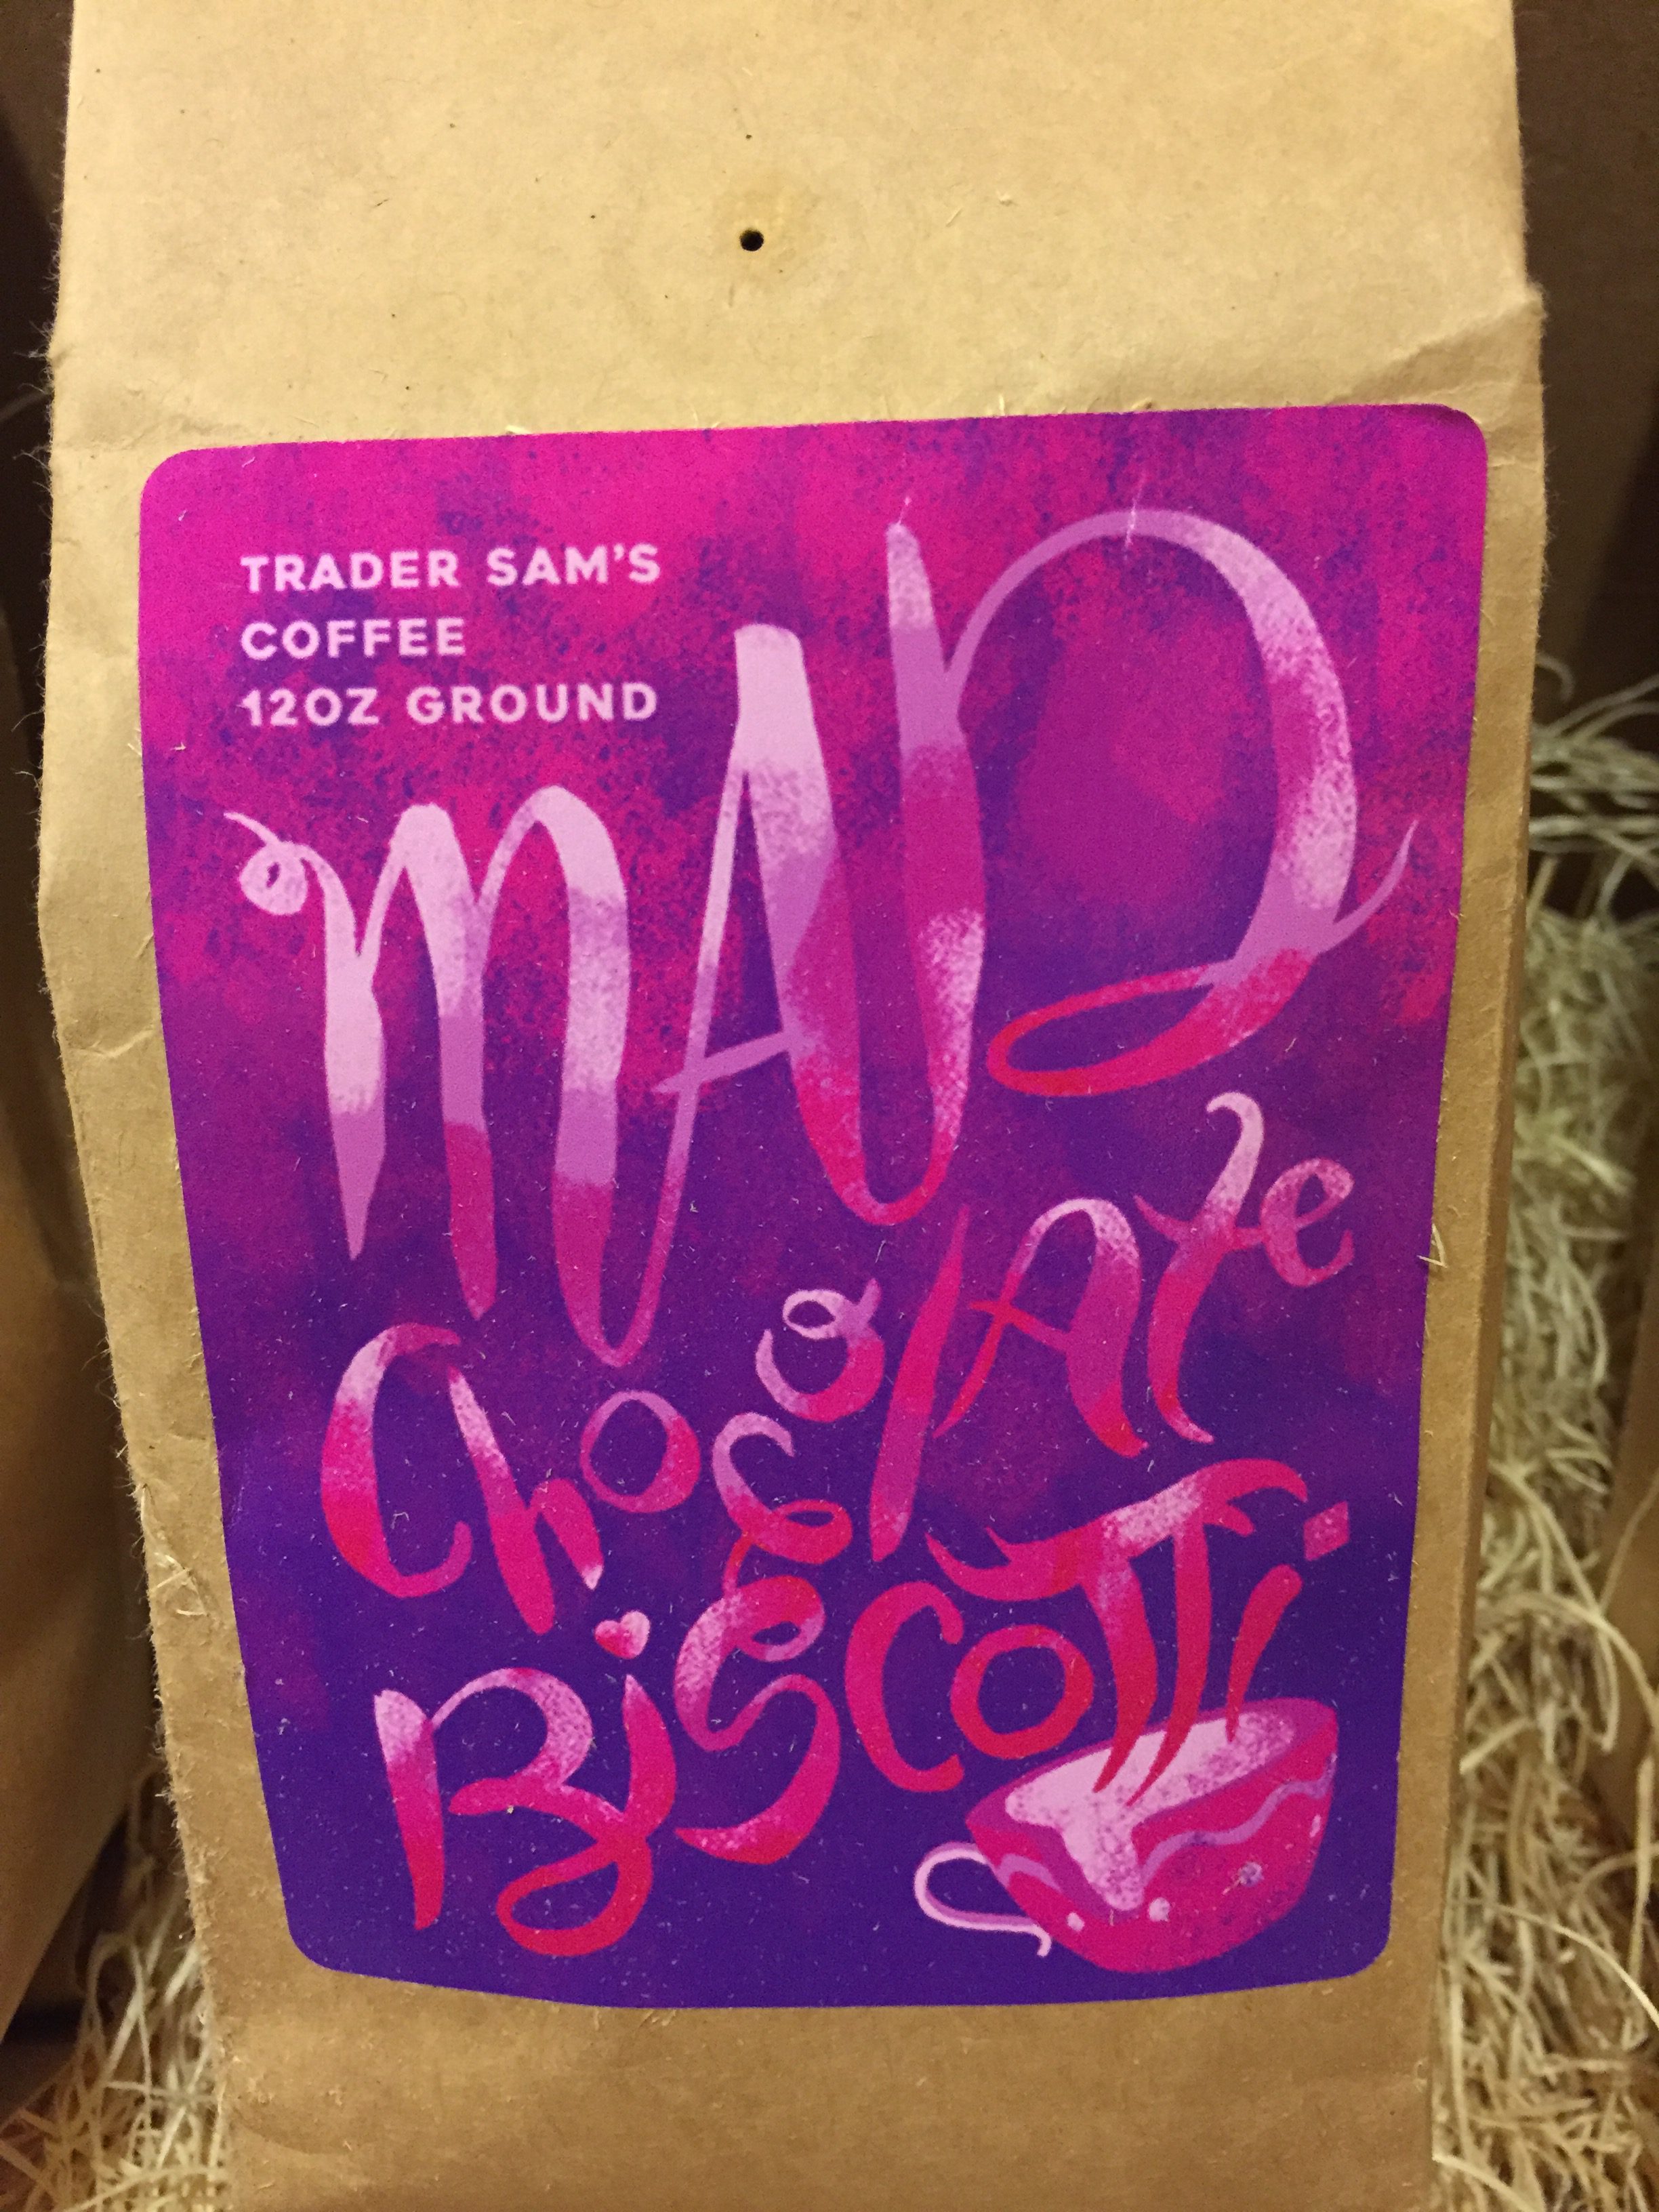 TRADER SAM'S
COFFEE
12OZ GROUND
MAD
Chocolate
Biscotti